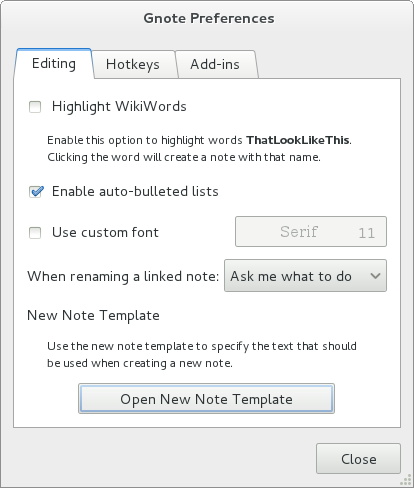 Gnote Preferences
Editing Hotkeys Add-ins
Highlight WikiWords
Enable this option to highlight words ThatLookLikeThis.
Clicking the word will create a note with that name.
Enable auto-bulleted lists
Use custom font Serif 11
When renaming a linked note: Ask me what to do
New Note Template
Use the new note template to specify the text that should
be used when creating a new note.
Open New Note Template
Close